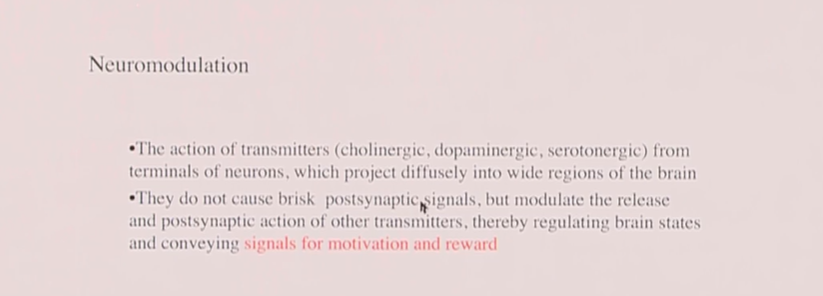 Neuromodulation
•The action of transmitters (cholinergic, dopaminergic, serotonergic) from
terminals of neurons, which project diffusely into wide regions of the brain
•They do not cause brisk postsynaptic signals, but modulate the release
and postsynaptic action of other transmitters, thereby regulating brain states
and conveying signals for motivation and reward